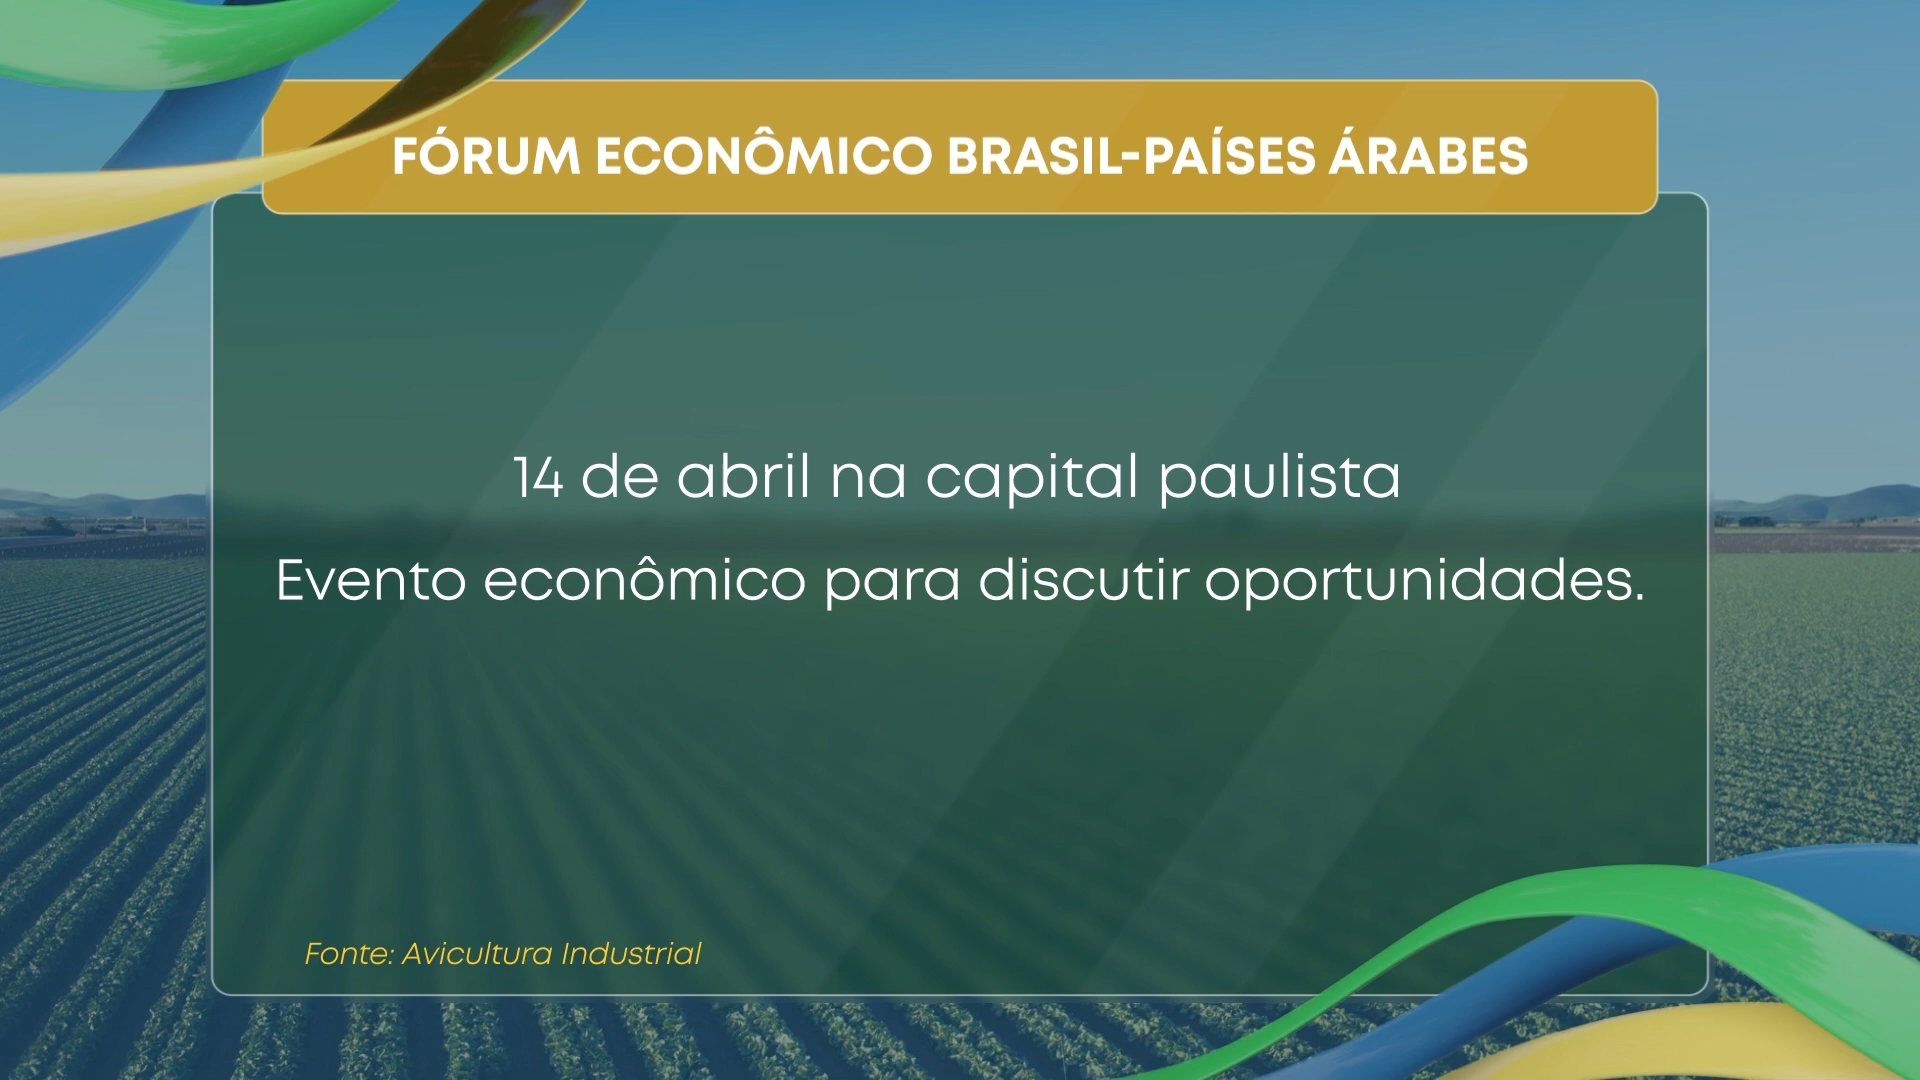 FÓRUM ECONÔMICO BRASIL-PAÍSES ÁRABES
14 de abril na capital paulista
Evento econômico para discutir oportunidades.
Fonte: Avicultura Industrial